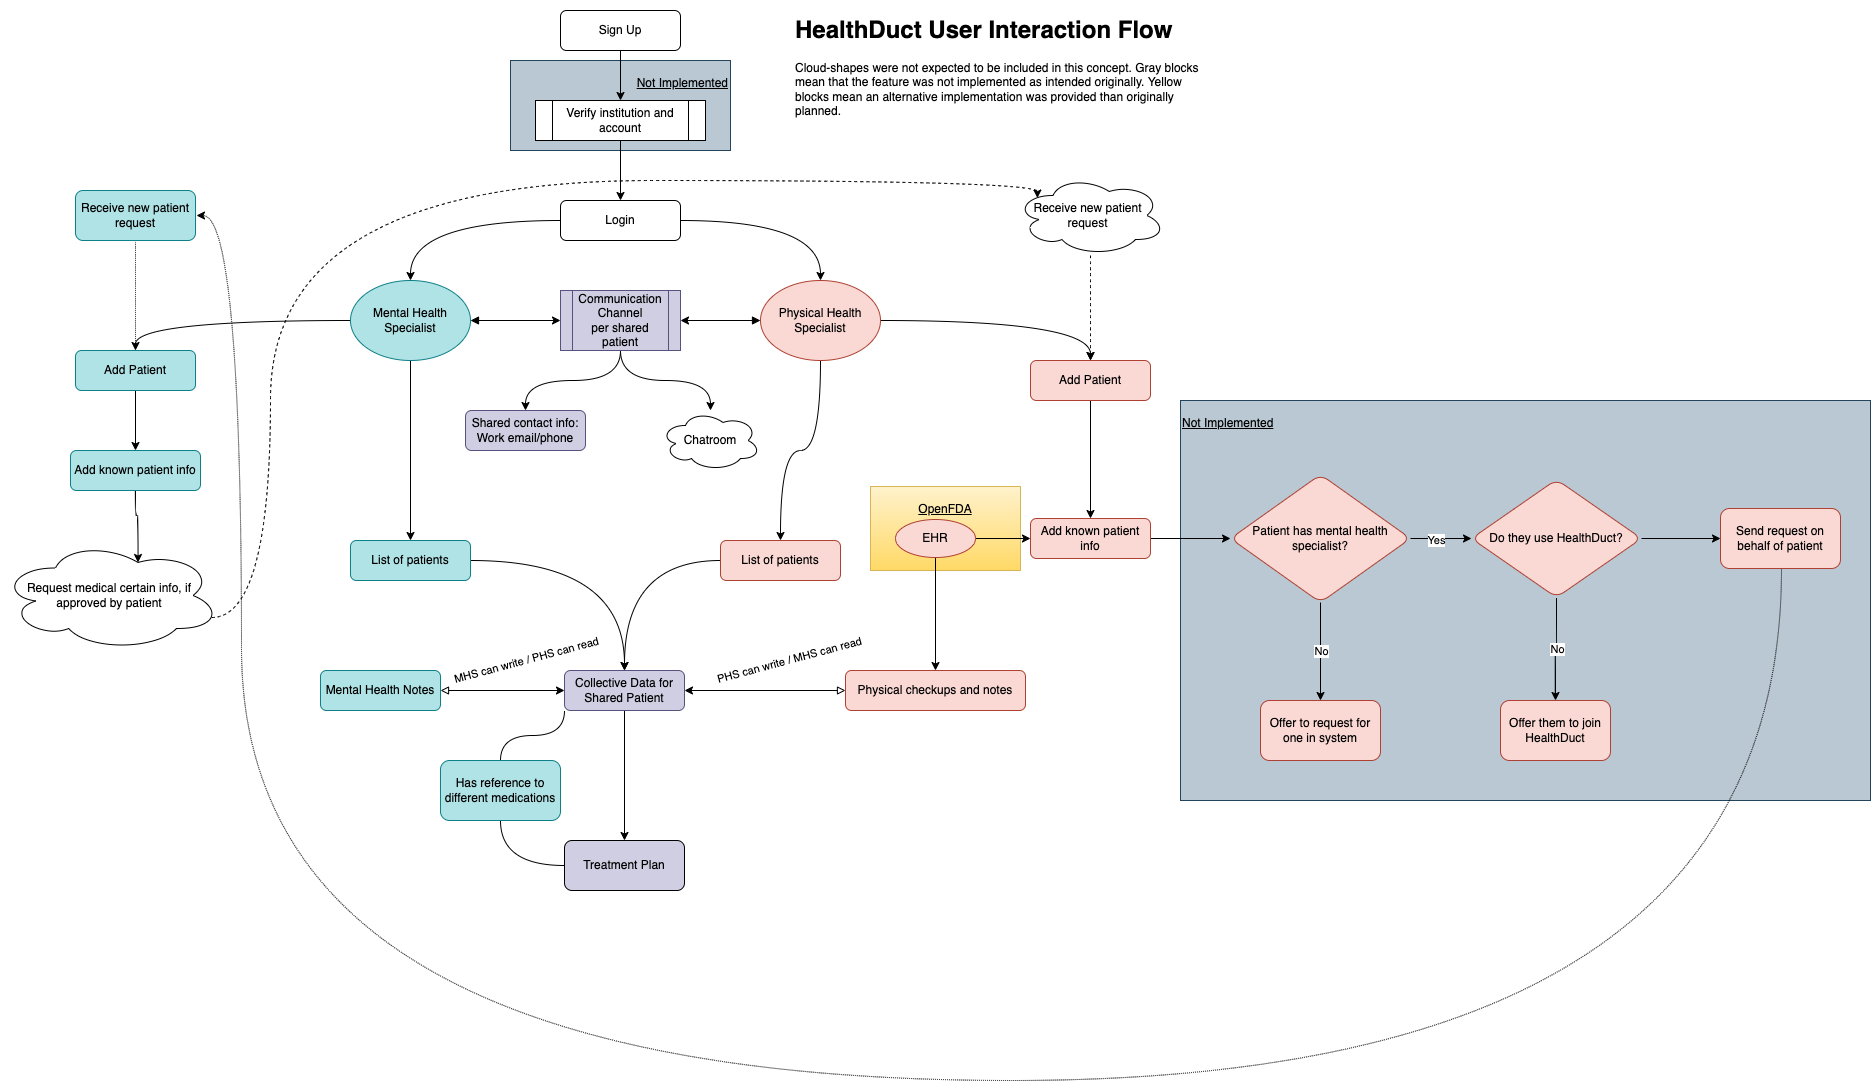 Sign Up
HealthDuct User Interaction Flow
Cloud-shapes were not expected to be included in this concept. Gray blocks
mean that the feature was not implemented as intended originally. Yellow
blocks mean an alternative implementation was provided than originally
planned.
Not Implemented
Verify institution and
account
Receive new patient
request
Login
Receive new patient
request
Mental Health
Specialist
Communication
Channel
per shared
patient
Physical Health
Specialist
Add Patient
Add Patient
Shared contact info:
Work email/phone
Chatroom
Not Implemented
Add known patient info
OpenFDA
EHR
Add known patient
info
Patient has mental health
specialist?
Yes
Do they use HealthDuct?
Send request on
behalf of patient
List of patients
List of patients
Request medical certain info, if
approved by patient
No
No
MHS can write / PHS can read
PHS can write / MHS can read
Mental Health Notes
Collective Data for
Shared Patient
Physical checkups and notes
Offer to request for
one in system
Offer them to join
HealthDuct
Has reference to
different medications
Treatment Plan